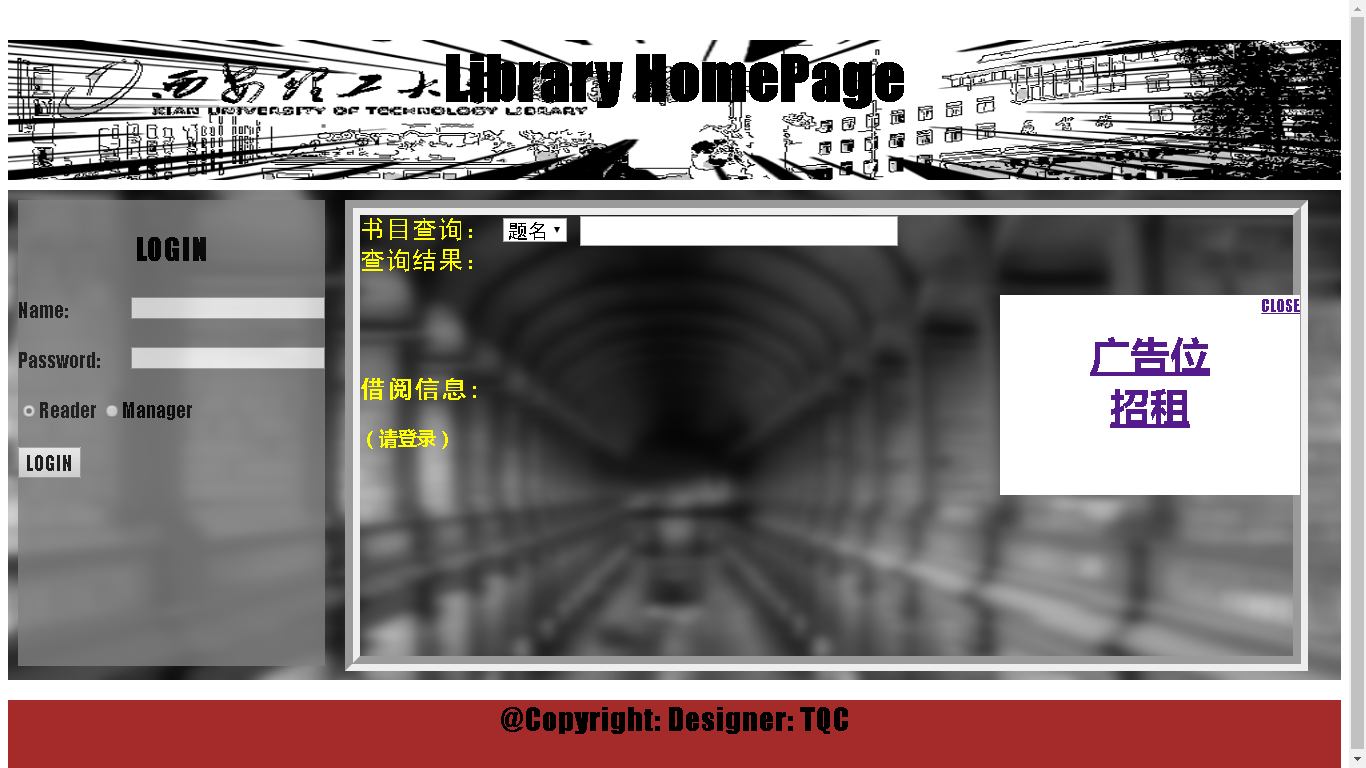 Library HomePage
西安理工大
XIAN UNIVERSITY OF TECHNOLOGY LIBRARY
LOGIN
Name:
Password:
Reader Manager
LOGIN
书目查询： 题名
查询结果：
借阅信息：
（请登录）
CLOSE
广告位
招租
@Copyright: Designer: TQC